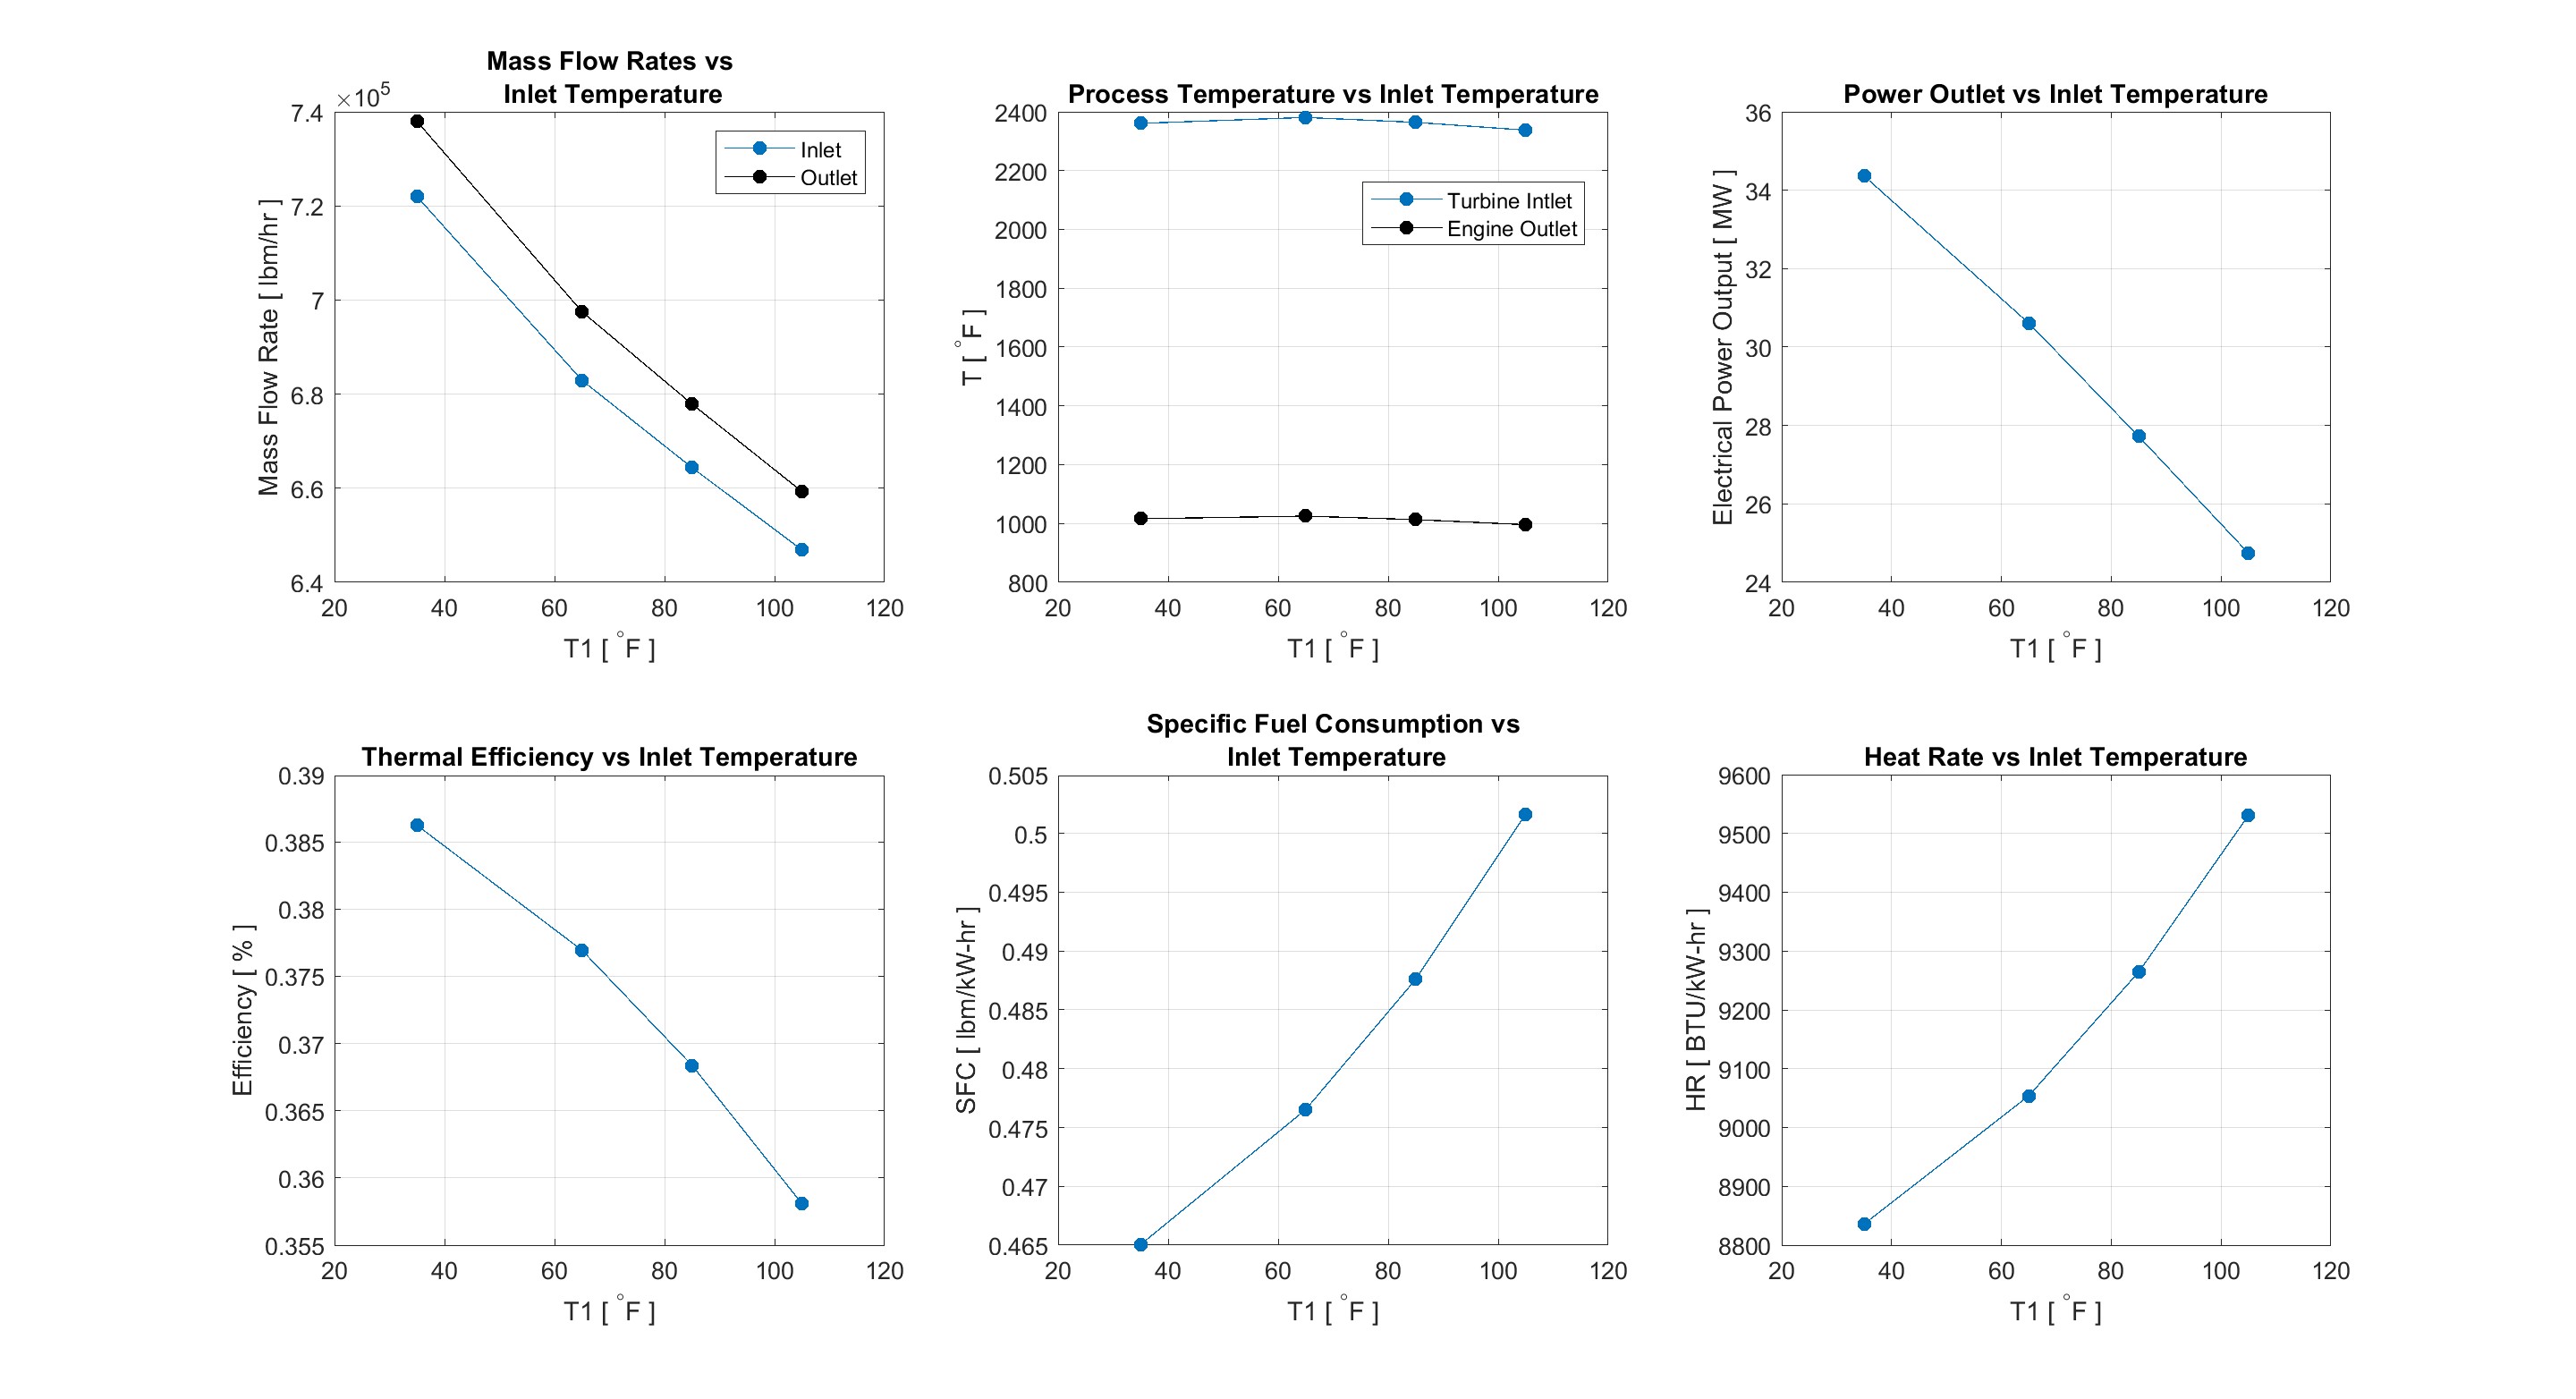 Mass Flow Rates vs
Inlet Temperature
×10⁵
7.4
7.2
7
6.8
6.6
6.4
20 40 60 80 100 120
Mass Flow Rate [ lbm/hr ]
T1 [ °F ]
Inlet
Outlet
Process Temperature vs Inlet Temperature
2400
2200
2000
1800
1600
1400
1200
1000
800
20 40 60 80 100 120
T [ °F ]
T1 [ °F ]
Turbine Intlet
Engine Outlet
Power Outlet vs Inlet Temperature
36
34
32
30
28
26
24
20 40 60 80 100 120
Electrical Power Output [ MW ]
T1 [ °F ]
Thermal Efficiency vs Inlet Temperature
0.39
0.385
0.38
0.375
0.37
0.365
0.36
0.355
20 40 60 80 100 120
Efficiency [ % ]
T1 [ °F ]
Specific Fuel Consumption vs
Inlet Temperature
0.505
0.5
0.495
0.49
0.485
0.48
0.475
0.47
0.465
20 40 60 80 100 120
SFC [ lbm/kW-hr ]
T1 [ °F ]
Heat Rate vs Inlet Temperature
9600
9500
9400
9300
9200
9100
9000
8900
8800
20 40 60 80 100 120
HR [ BTU/kW-hr ]
T1 [ °F ]